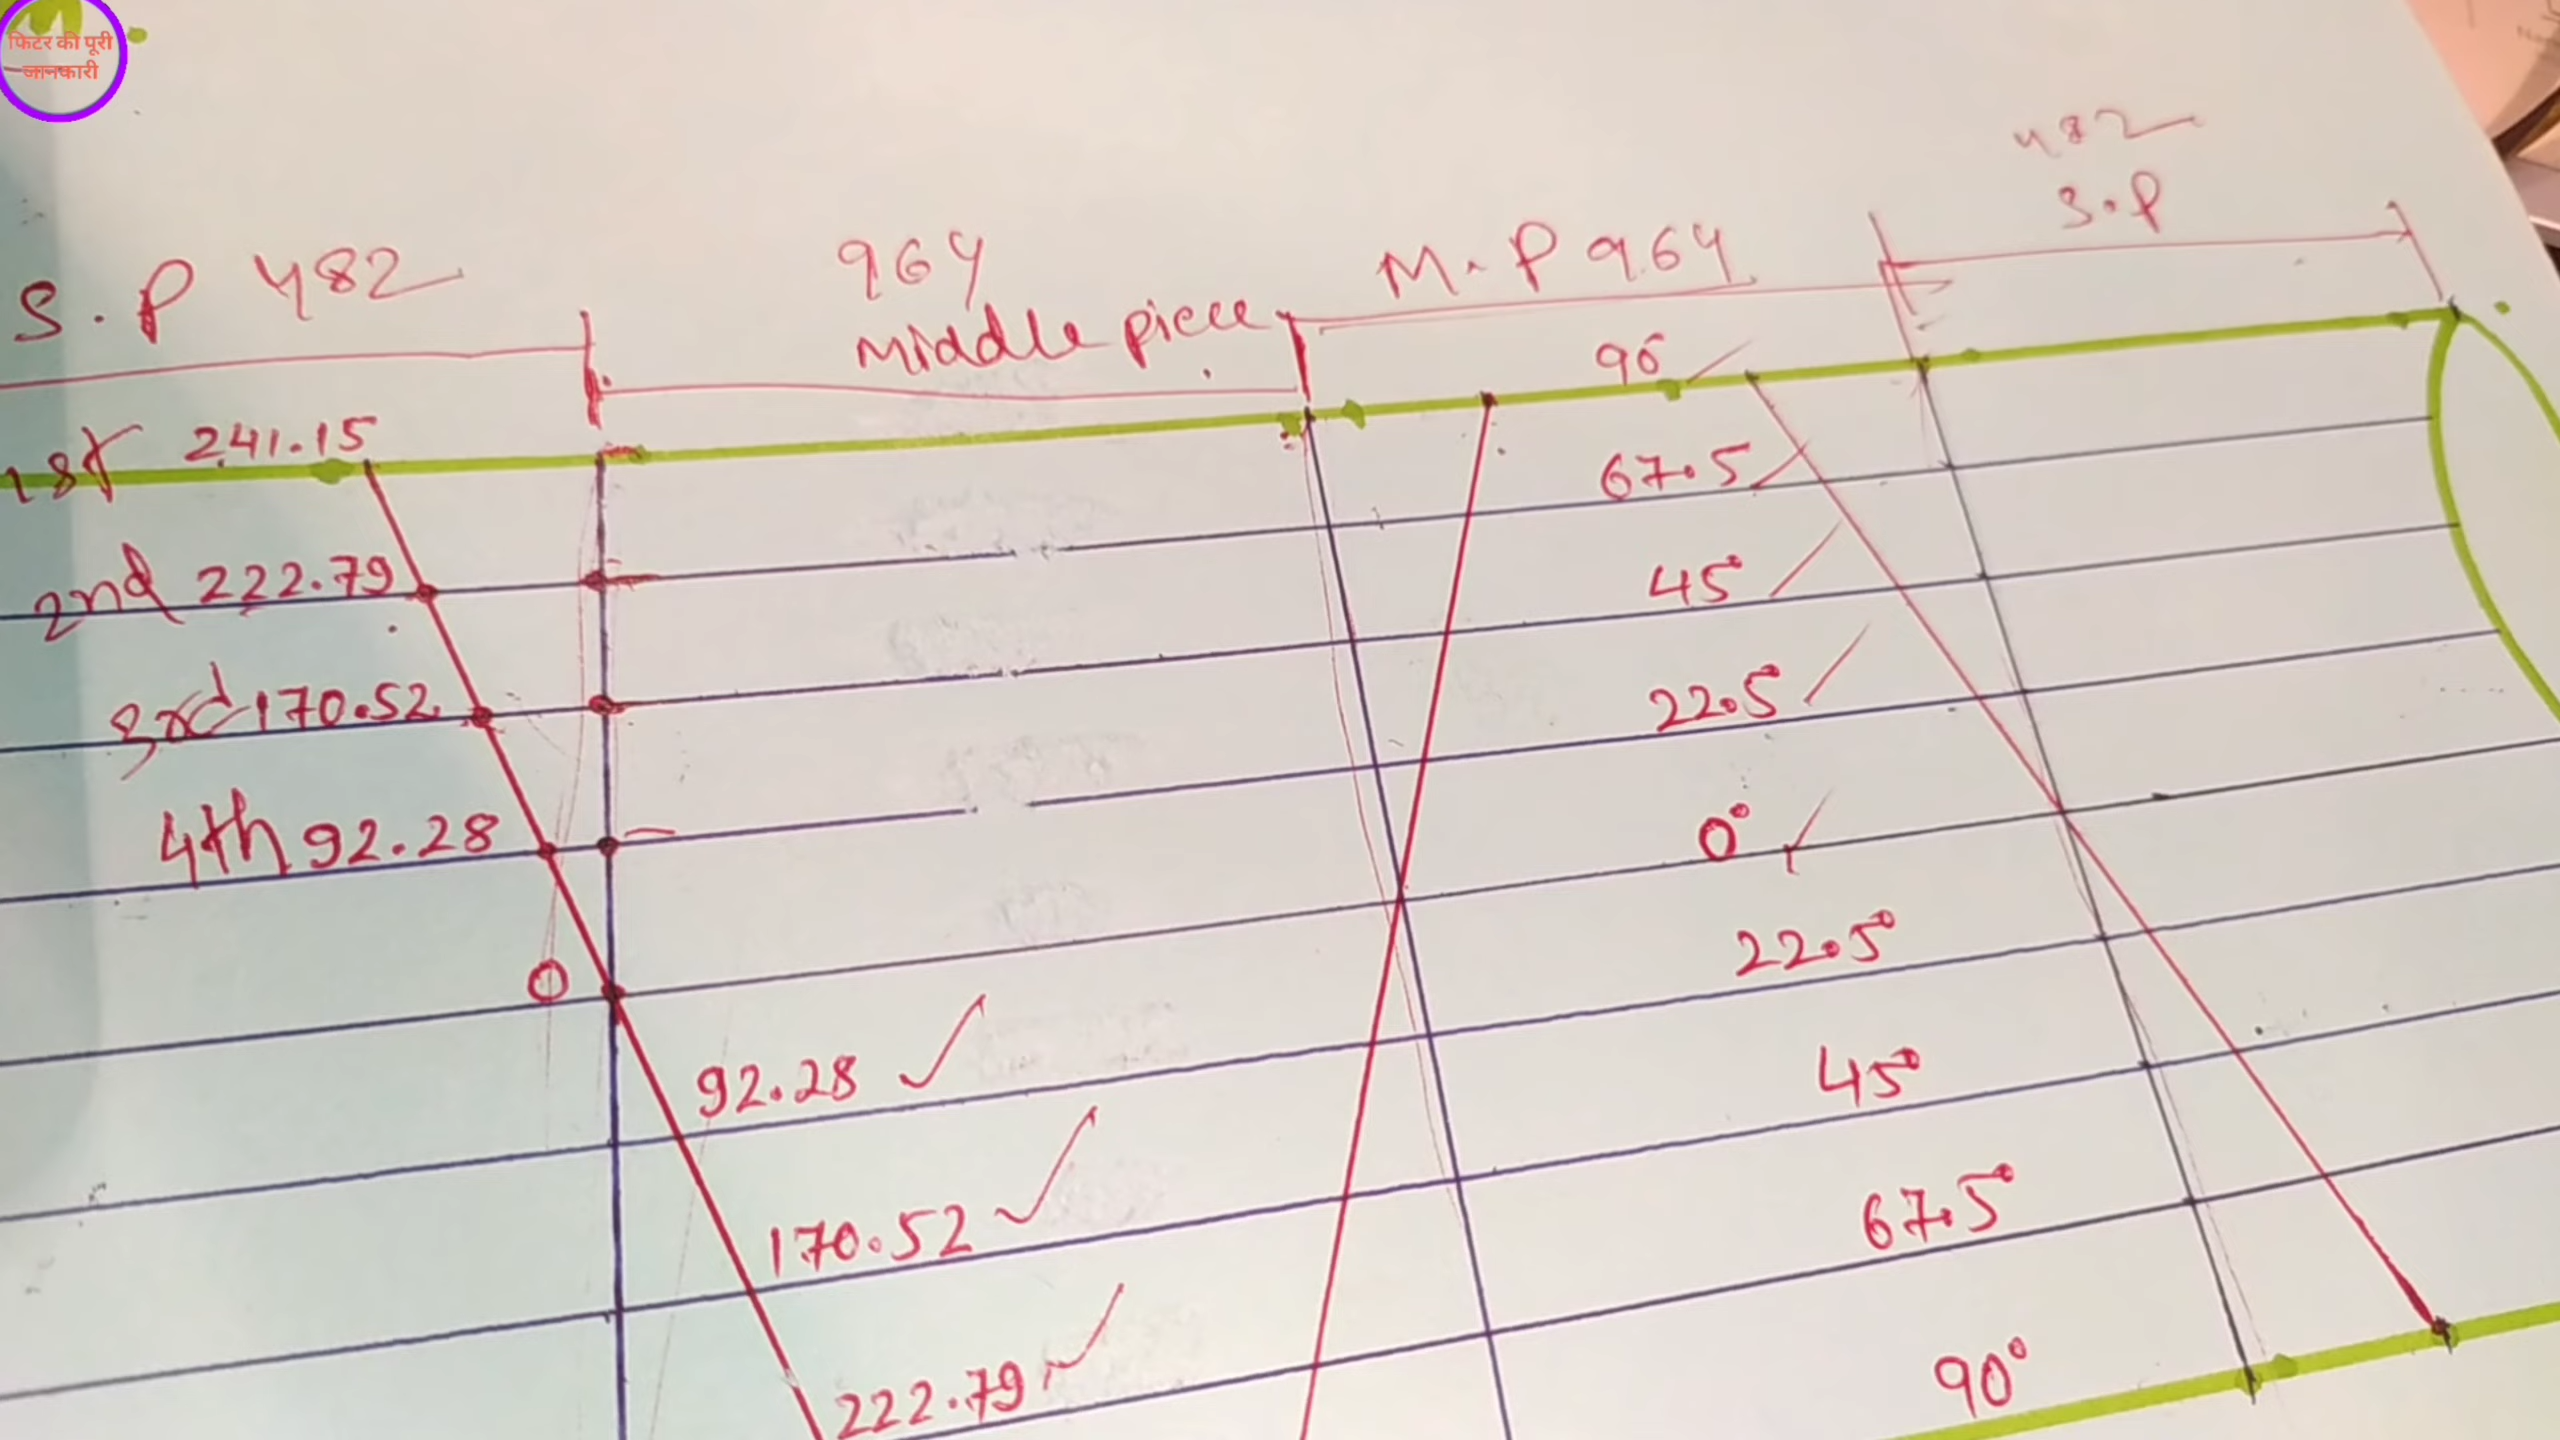 फिटर की पूरी
जानकारी
482
S.P
S.P 482
964
Middle piece
M.P 964
1st 241.15
90
2nd 222.79
67.5
3rd 170.52
45°
4th 92.28
22.5°
0
0°
92.28
22.5°
170.52
45°
222.79
67.5°
90°